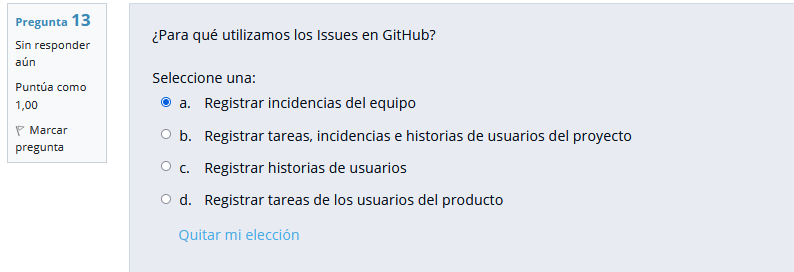 Pregunta 13
Sin responder
aún
Puntúa como
1,00
Marcar
pregunta
¿Para qué utilizamos los Issues en GitHub?
Seleccione una:
a. Registrar incidencias del equipo
b. Registrar tareas, incidencias e historias de usuarios del proyecto
c. Registrar historias de usuarios
d. Registrar tareas de los usuarios del producto
Quitar mi elección